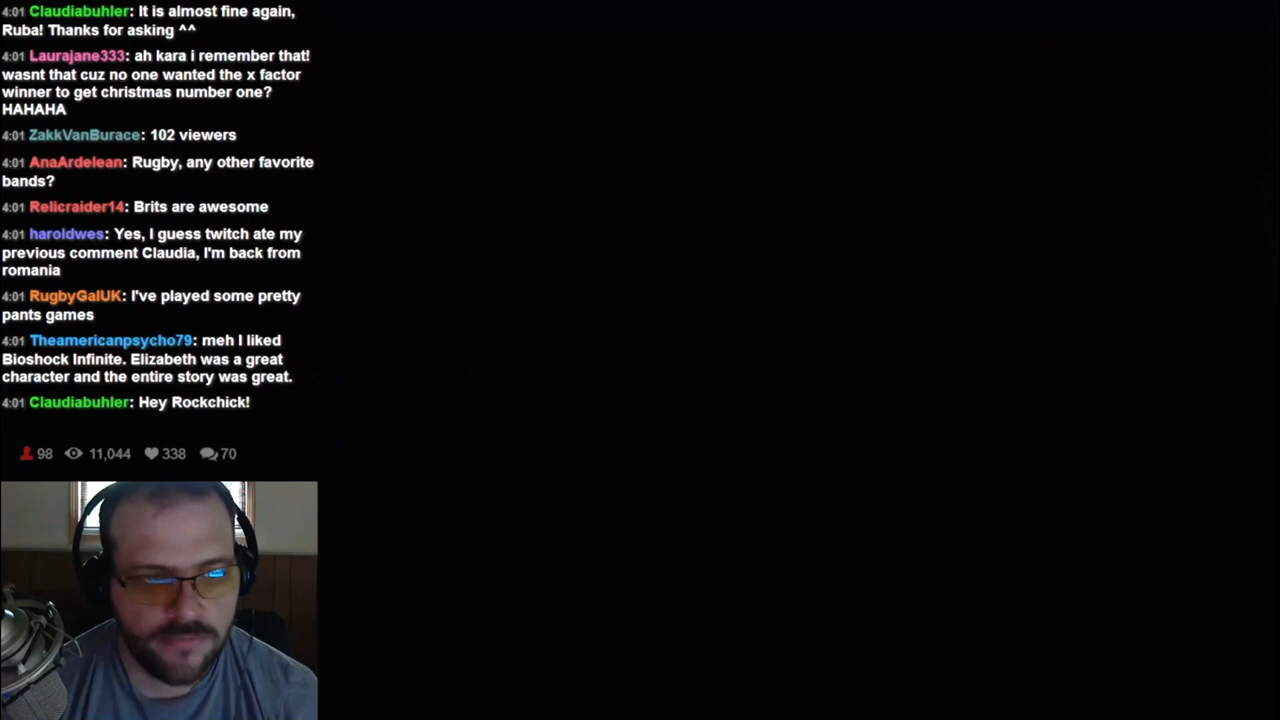 4:01 Claudiabuhler: It is almost fine again,
Ruba! Thanks for asking ^^
4:01 Laurajane333: ah kara i remember that!
wasnt that cuz no one wanted the x factor
winner to get christmas number one?
HAHAHA
4:01 ZakkVanBurace: 102 viewers
4:01 AnaArdelean: Rugby, any other favorite
bands?
4:01 Relicraider14: Brits are awesome
4:01 haroldwes: Yes, I guess twitch ate my
previous comment Claudia, I'm back from
romania
4:01 RugbyGalUK: I've played some pretty
pants games
4:01 Theamericanpsycho79: meh I liked
Bioshock Infinite. Elizabeth was a great
character and the entire story was great.
4:01 Claudiabuhler: Hey Rockchick!
98 11,044 338 70